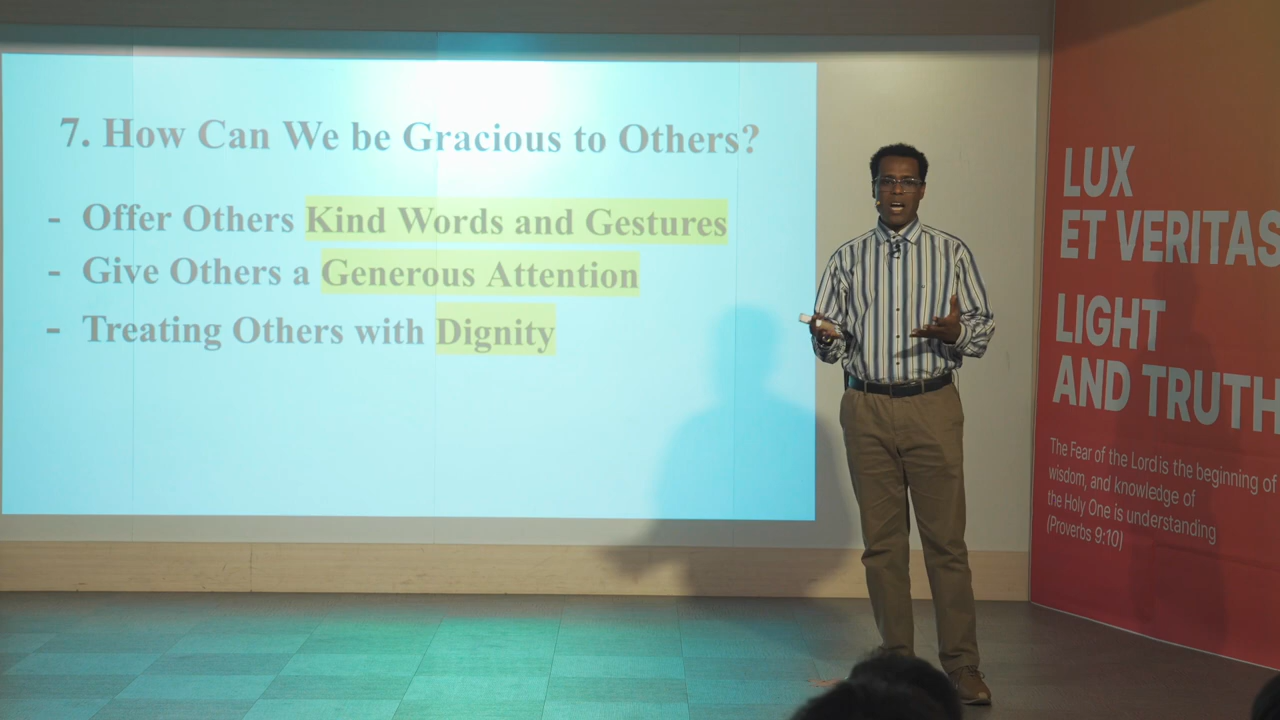 7. How Can We be Gracious to Others?
- Offer Others Kind Words and Gestures
- Give Others a Generous Attention
- Treating Others with Dignity
LUX
ET VERITAS
LIGHT
AND TRUTH
The Fear of the Lord is the beginning of
wisdom, and knowledge of
the Holy One is understanding
(Proverbs 9:10)